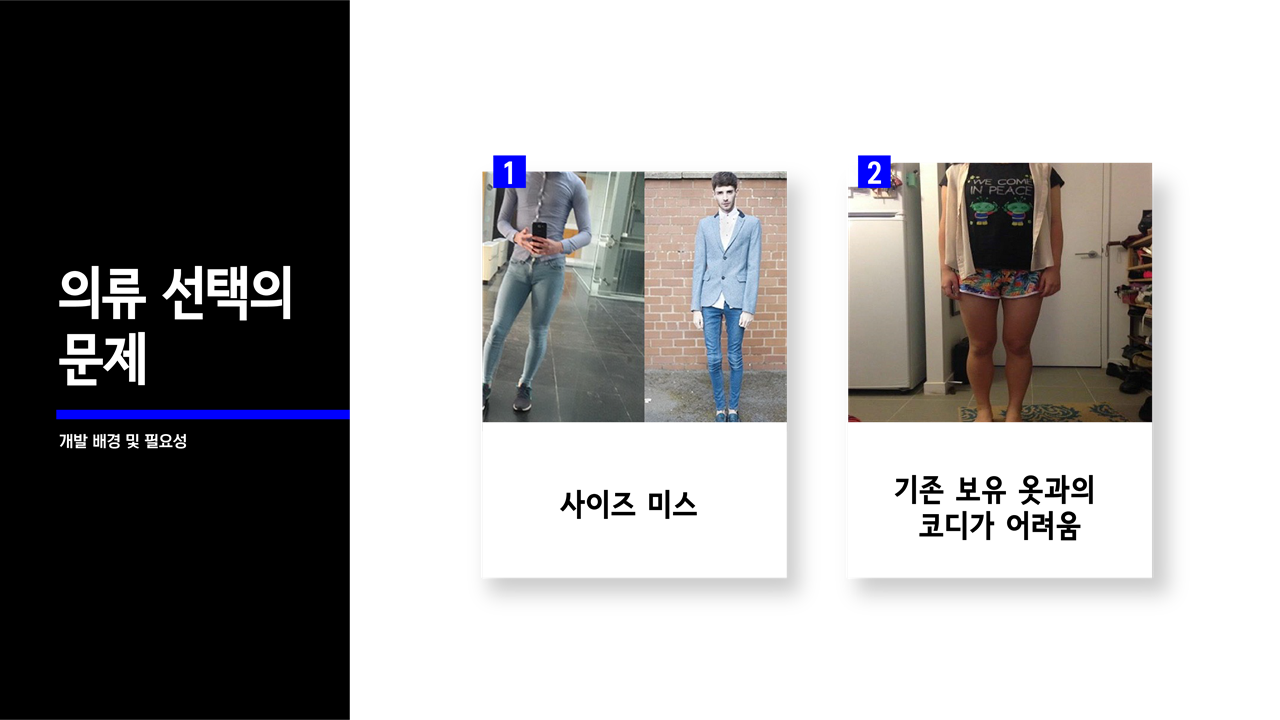 의류 선택의
문제
개발 배경 및 필요성
1
사이즈 미스
2
WE COME
IN PEACE
기존 보유 옷과의
코디가 어려움